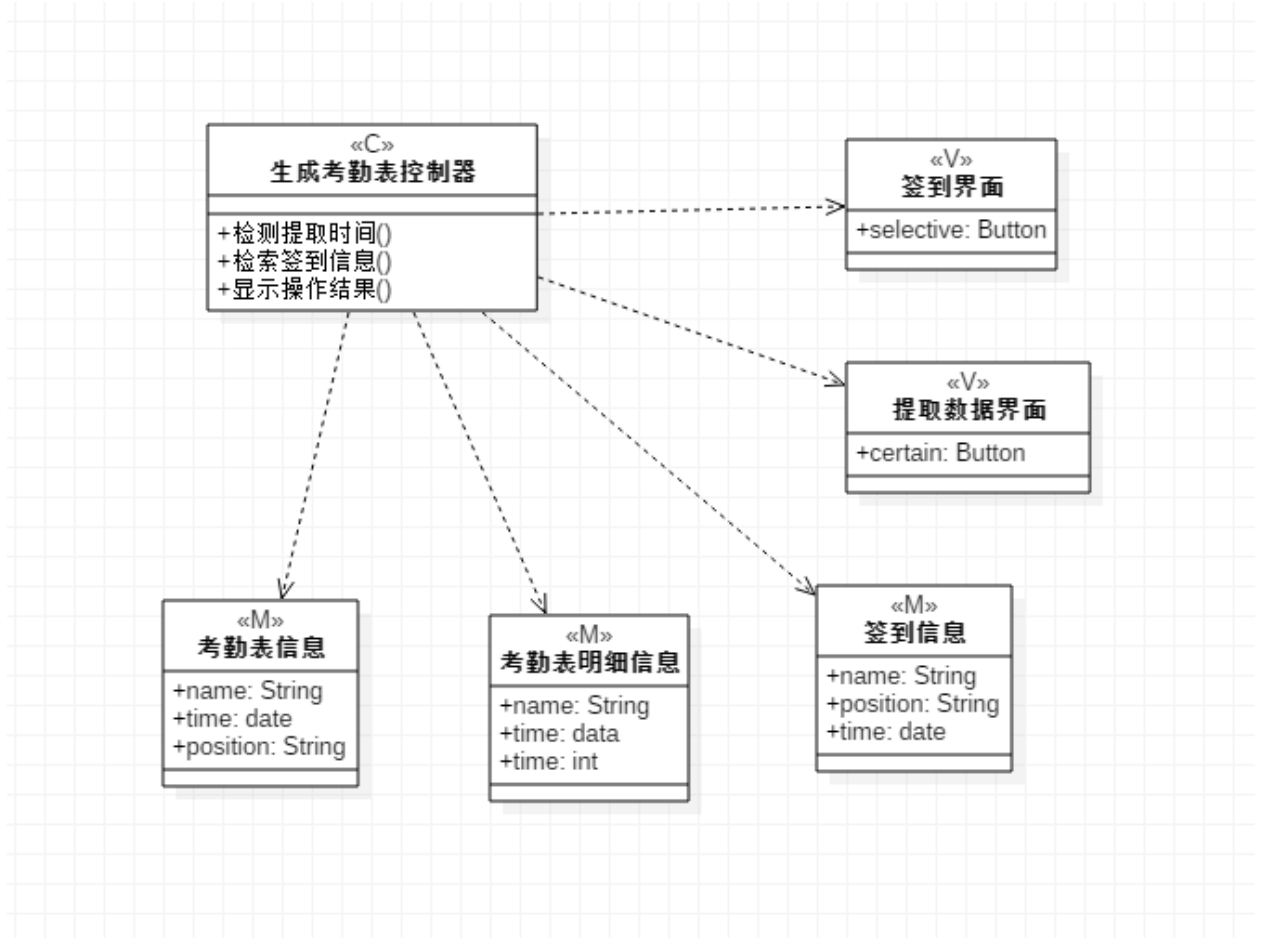 «C»
生成考勤表控制器
+检测提取时间()
+检索签到信息()
+显示操作结果()
«V»
签到界面
+selective: Button
«V»
提取数据界面
+certain: Button
«M»
考勤表信息
+name: String
+time: date
+position: String
«M»
考勤表明细信息
+name: String
+time: data
+time: int
«M»
签到信息
+name: String
+position: String
+time: date